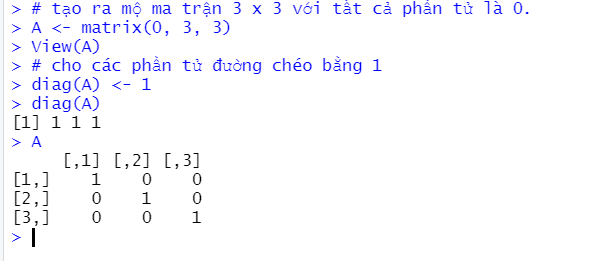 > # tạo ra mộ ma trận 3 x 3 với tất cả phần tử là 0.
> A <- matrix(0, 3, 3)
> View(A)
> # cho các phần tử đường chéo bằng 1
> diag(A) <- 1
> diag(A)
[1] 1 1 1
> A
     [,1] [,2] [,3]
[1,]    1    0    0
[2,]    0    1    0
[3,]    0    0    1
>